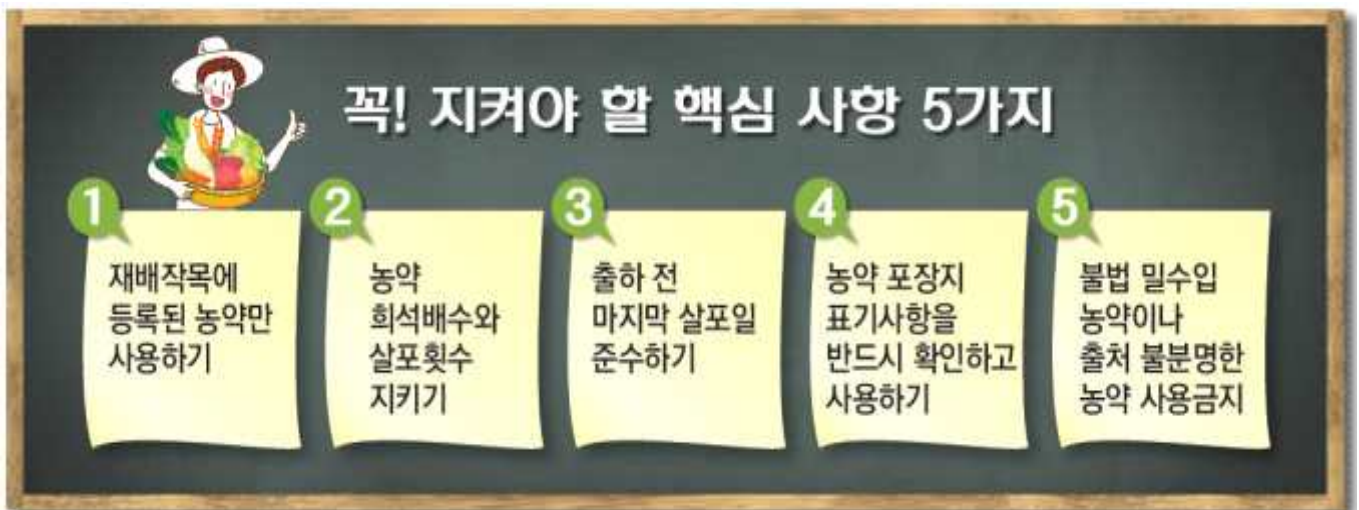 꼭! 지켜야 할 핵심 사항 5가지
1
재배작목에
등록된 농약만
사용하기
2
농약
희석배수와
살포횟수
지키기
3
출하 전
마지막 살포일
준수하기
4
농약 포장지
표기사항을
반드시 확인하고
사용하기
5
불법 밀수입
농약이나
출처 불분명한
농약 사용금지